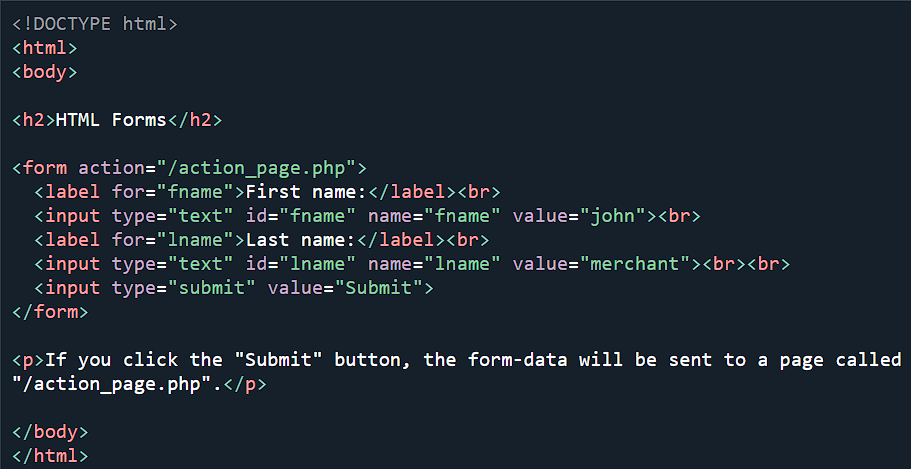 <!DOCTYPE html>
<html>
<body>

<h2>HTML Forms</h2>

<form action="/action_page.php">
  <label for="fname">First name:</label><br>
  <input type="text" id="fname" name="fname" value="john"><br>
  <label for="lname">Last name:</label><br>
  <input type="text" id="lname" name="lname" value="merchant"><br><br>
  <input type="submit" value="Submit">
</form>

<p>If you click the "Submit" button, the form-data will be sent to a page called
"/action_page.php".</p>

</body>
</html>